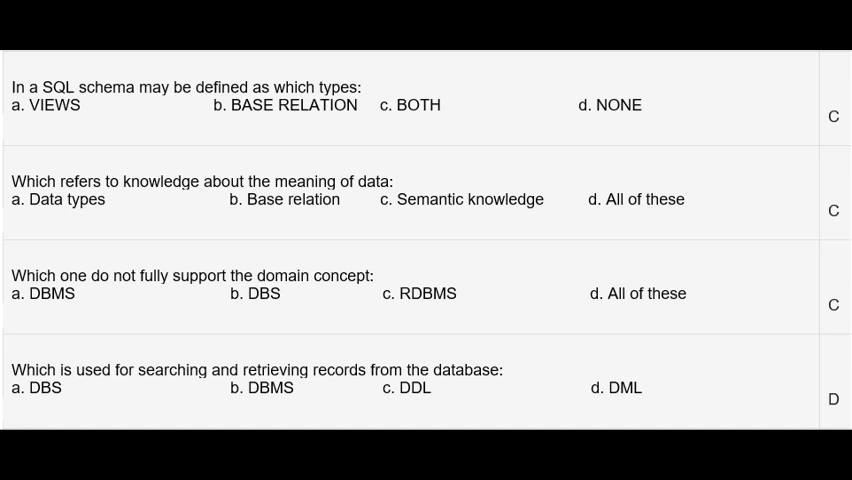 In a SQL schema may be defined as which types:
a. VIEWS b. BASE RELATION c. BOTH d. NONE
C
Which refers to knowledge about the meaning of data:
a. Data types b. Base relation c. Semantic knowledge d. All of these
C
Which one do not fully support the domain concept:
a. DBMS b. DBS c. RDBMS d. All of these
C
Which is used for searching and retrieving records from the database:
a. DBS b. DBMS c. DDL d. DML
D